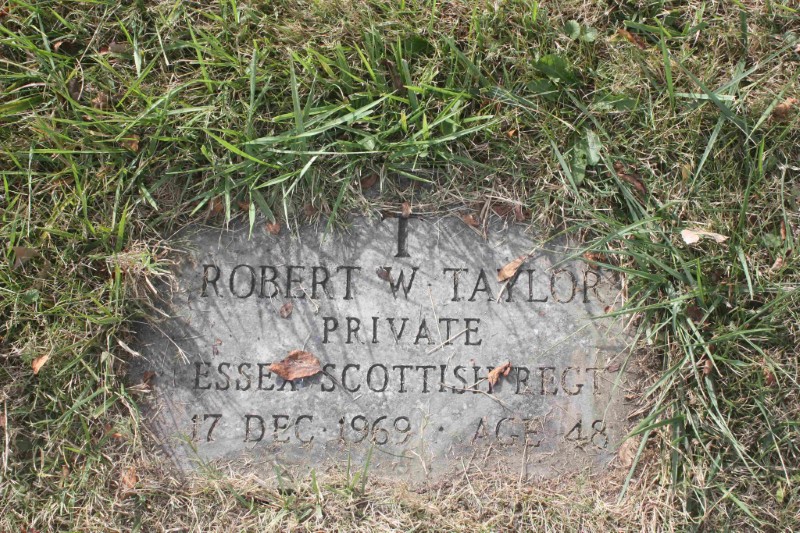 ROBERT W. TAYLOR
PRIVATE
ESSEX SCOTTISH REGT
17 DEC. 1969 . AGE 48